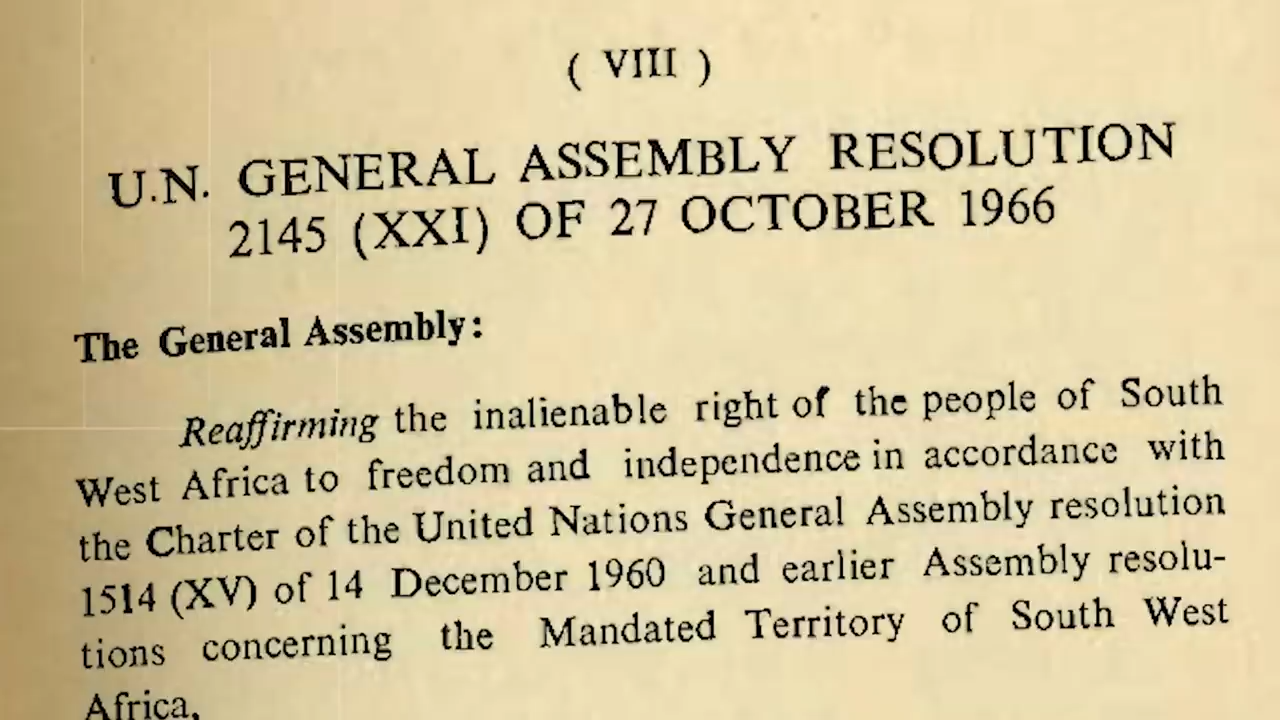 ( VIII )
U.N. GENERAL ASSEMBLY RESOLUTION
2145 (XXI) OF 27 OCTOBER 1966
The General Assembly:
Reaffirming the inalienable right of the people of South
West Africa to freedom and independence in accordance with
the Charter of the United Nations General Assembly resolution
1514 (XV) of 14 December 1960 and earlier Assembly resolu-
tions concerning the Mandated Territory of South West
Africa,